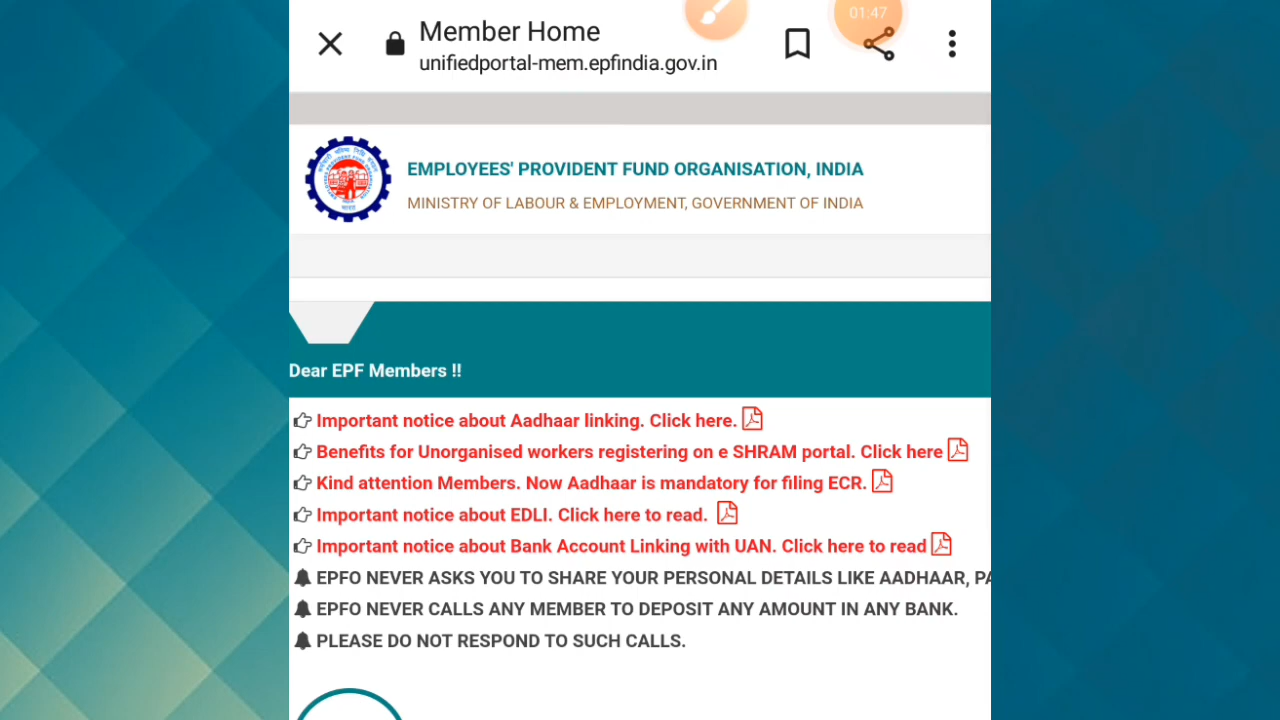 01:47
Member Home
unifiedportal-mem.epfindia.gov.in
EMPLOYEES' PROVIDENT FUND ORGANISATION, INDIA
MINISTRY OF LABOUR & EMPLOYMENT, GOVERNMENT OF INDIA
Dear EPF Members !!
Important notice about Aadhaar linking. Click here.
Benefits for Unorganised workers registering on e SHRAM portal. Click here
Kind attention Members. Now Aadhaar is mandatory for filing ECR.
Important notice about EDLI. Click here to read.
Important notice about Bank Account Linking with UAN. Click here to read
EPFO NEVER ASKS YOU TO SHARE YOUR PERSONAL DETAILS LIKE AADHAAR,
EPFO NEVER CALLS ANY MEMBER TO DEPOSIT ANY AMOUNT IN ANY BANK.
PLEASE DO NOT RESPOND TO SUCH CALLS.